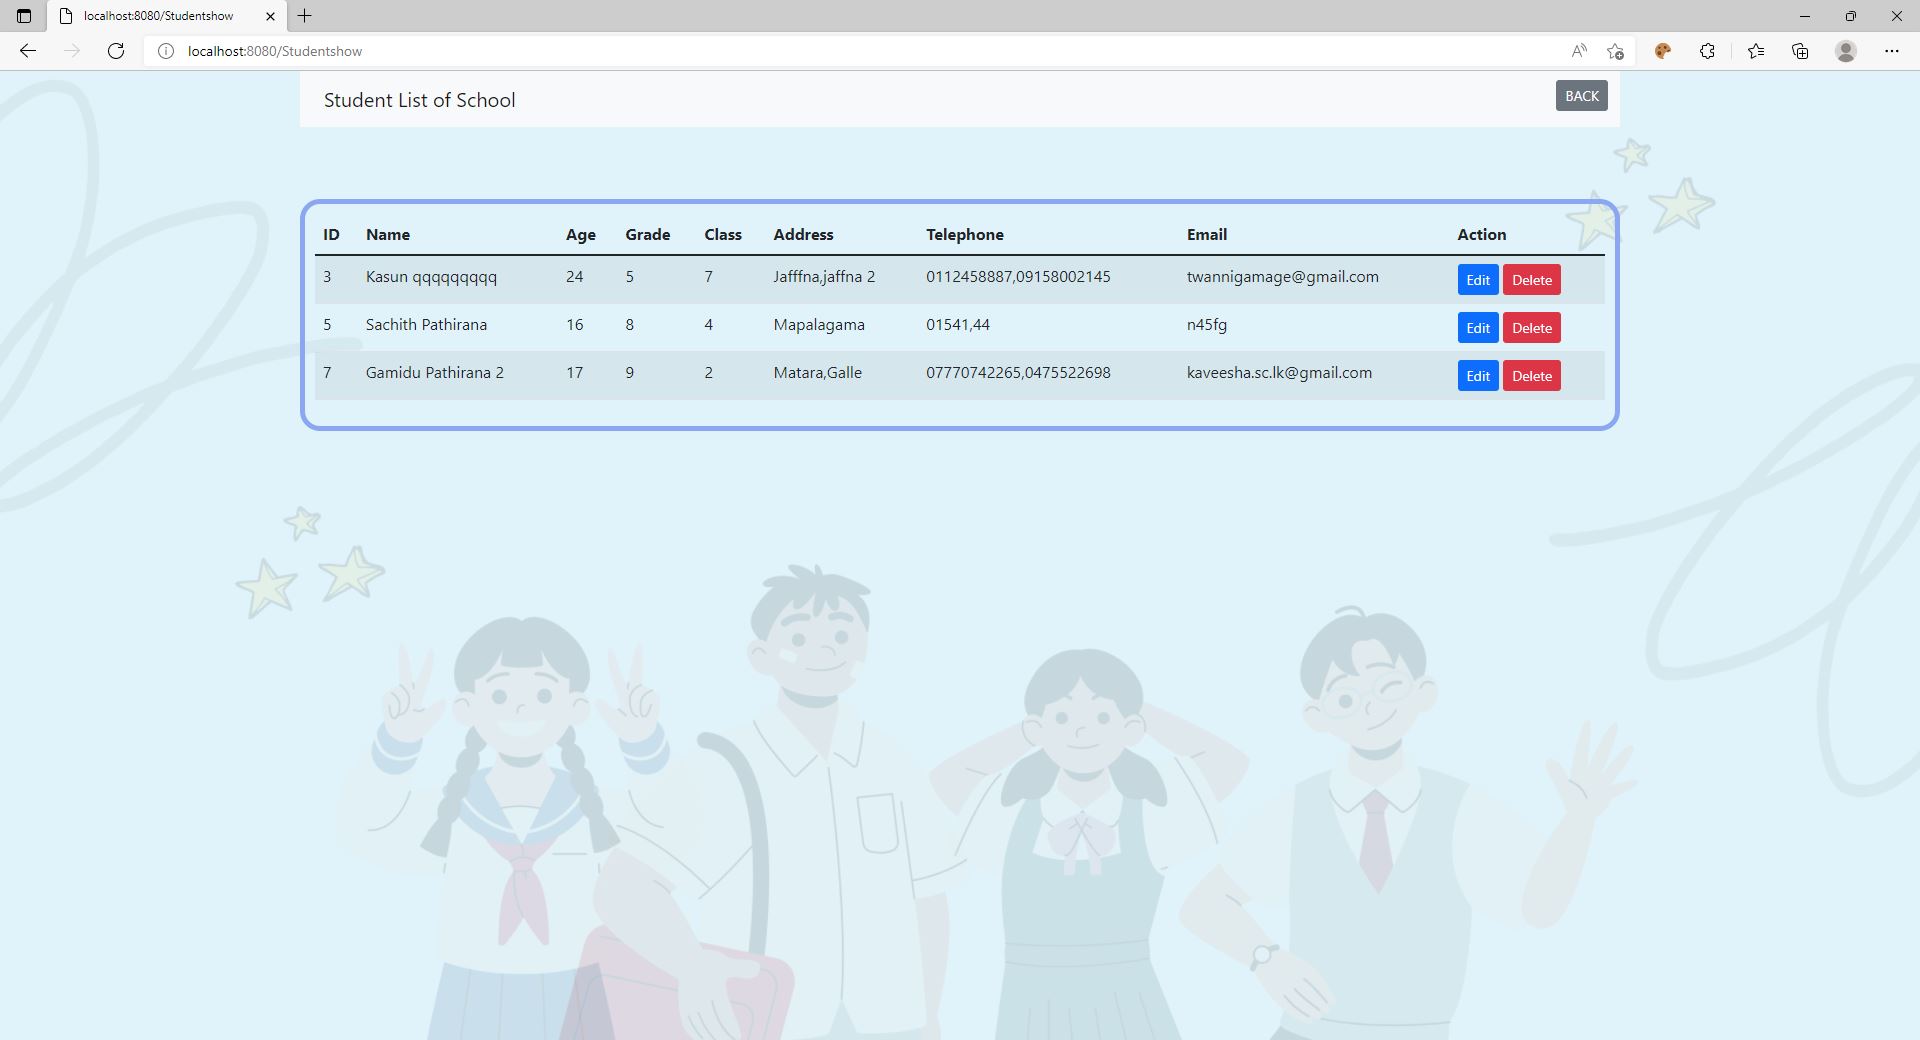 localhost:8080/Studentshow
localhost:8080/Studentshow
Student List of School
BACK
ID Name Age Grade Class Address Telephone Email Action
3 Kasun qqqqqqqqq 24 5 7 Jafffna,jaffna 2 0112458887,09158002145 twannigamage@gmail.com Edit Delete
5 Sachith Pathirana 16 8 4 Mapalagama 01541,44 n45fg Edit Delete
7 Gamidu Pathirana 2 17 9 2 Matara,Galle 07770742265,0475522698 kaveesha.sc.lk@gmail.com Edit Delete